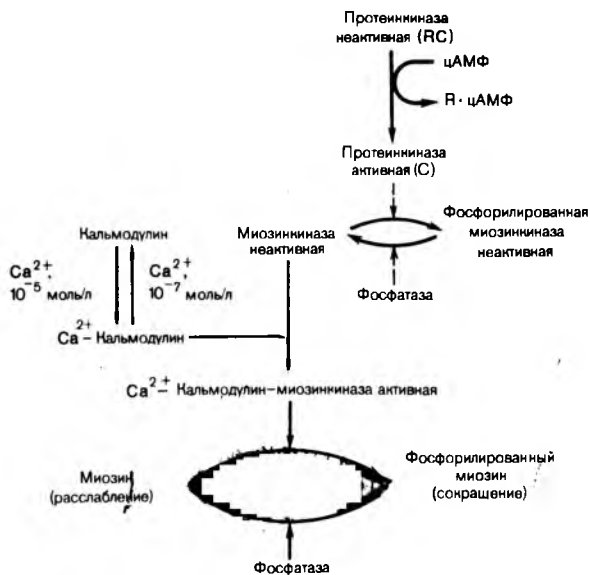 Протеинкиназа
неактивная (RC)
цАМФ
R · цАМФ
Протеинкиназа
активная (С)
Фосфорилированная
миозинкиназа
неактивная
Миозинкиназа
неактивная
Фосфатаза
Кальмодулин
Ca2+,
10−5 моль/л
Ca2+,
10−7 моль/л
Ca2+ – Кальмодулин
Ca2+ – Кальмодулин–миозинкиназа активная
Миозин
(расслабление)
Фосфорилированный
миозин
(сокращение)
Фосфатаза